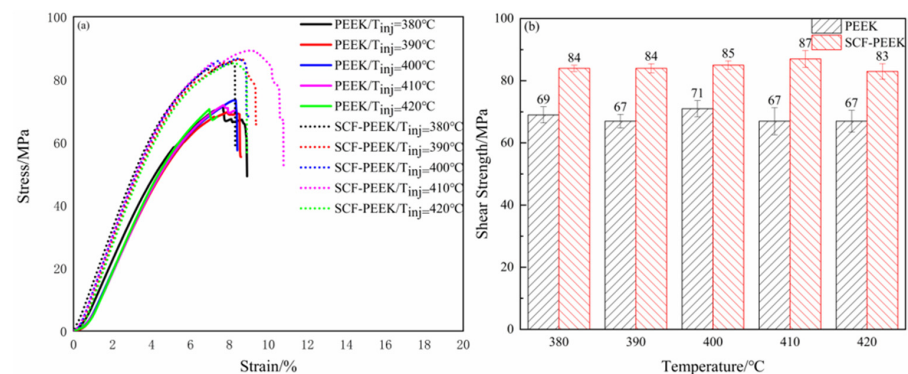 (a)
PEEK/Tinj=380℃
PEEK/Tinj=390℃
PEEK/Tinj=400℃
PEEK/Tinj=410℃
PEEK/Tinj=420℃
SCF-PEEK/Tinj=380℃
SCF-PEEK/Tinj=390℃
SCF-PEEK/Tinj=400℃
SCF-PEEK/Tinj=410℃
SCF-PEEK/Tinj=420℃
Stress/MPa
100
80
60
40
20
0
0 2 4 6 8 10 12 14 16 18 20
Strain/%
(b)
PEEK
SCF-PEEK
Shear Strength/MPa
100
80
60
40
20
0
69 84 67 84 71 85 67 87 67 83
380 390 400 410 420
Temperature/℃